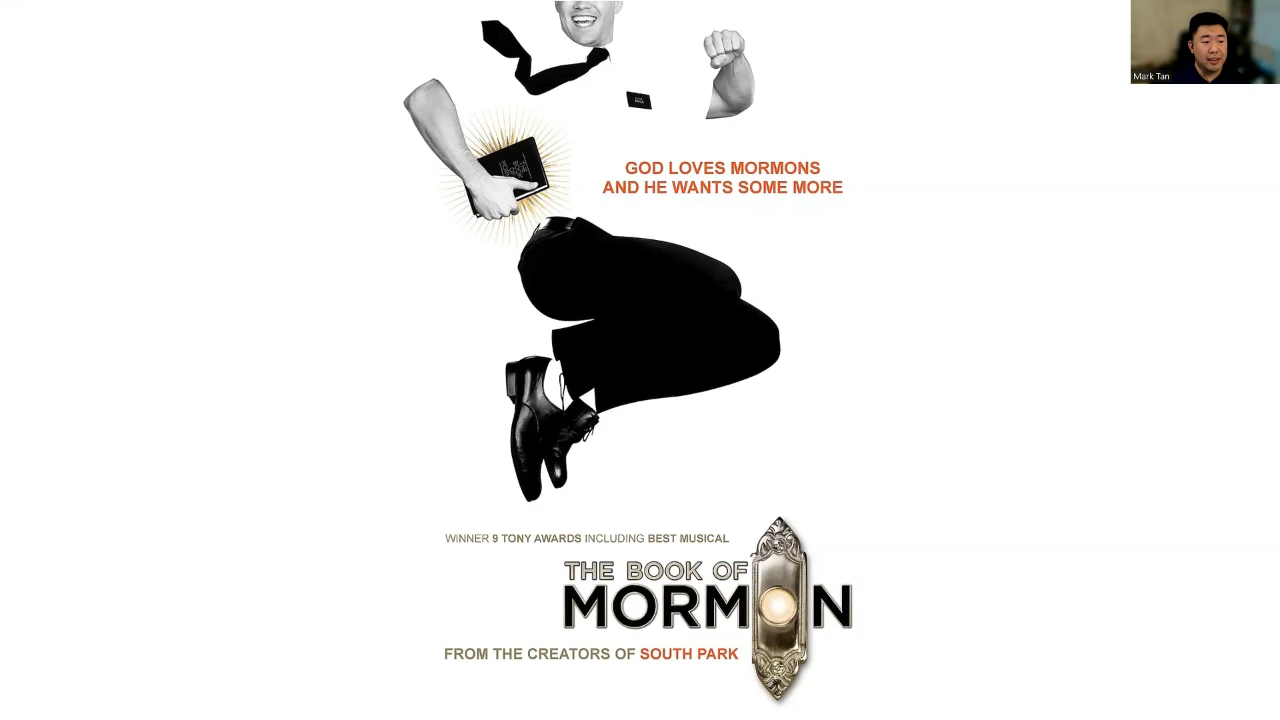 Mark Tan
GOD LOVES MORMONS
AND HE WANTS SOME MORE
WINNER 9 TONY AWARDS INCLUDING BEST MUSICAL
THE BOOK OF
MORMON
FROM THE CREATORS OF SOUTH PARK